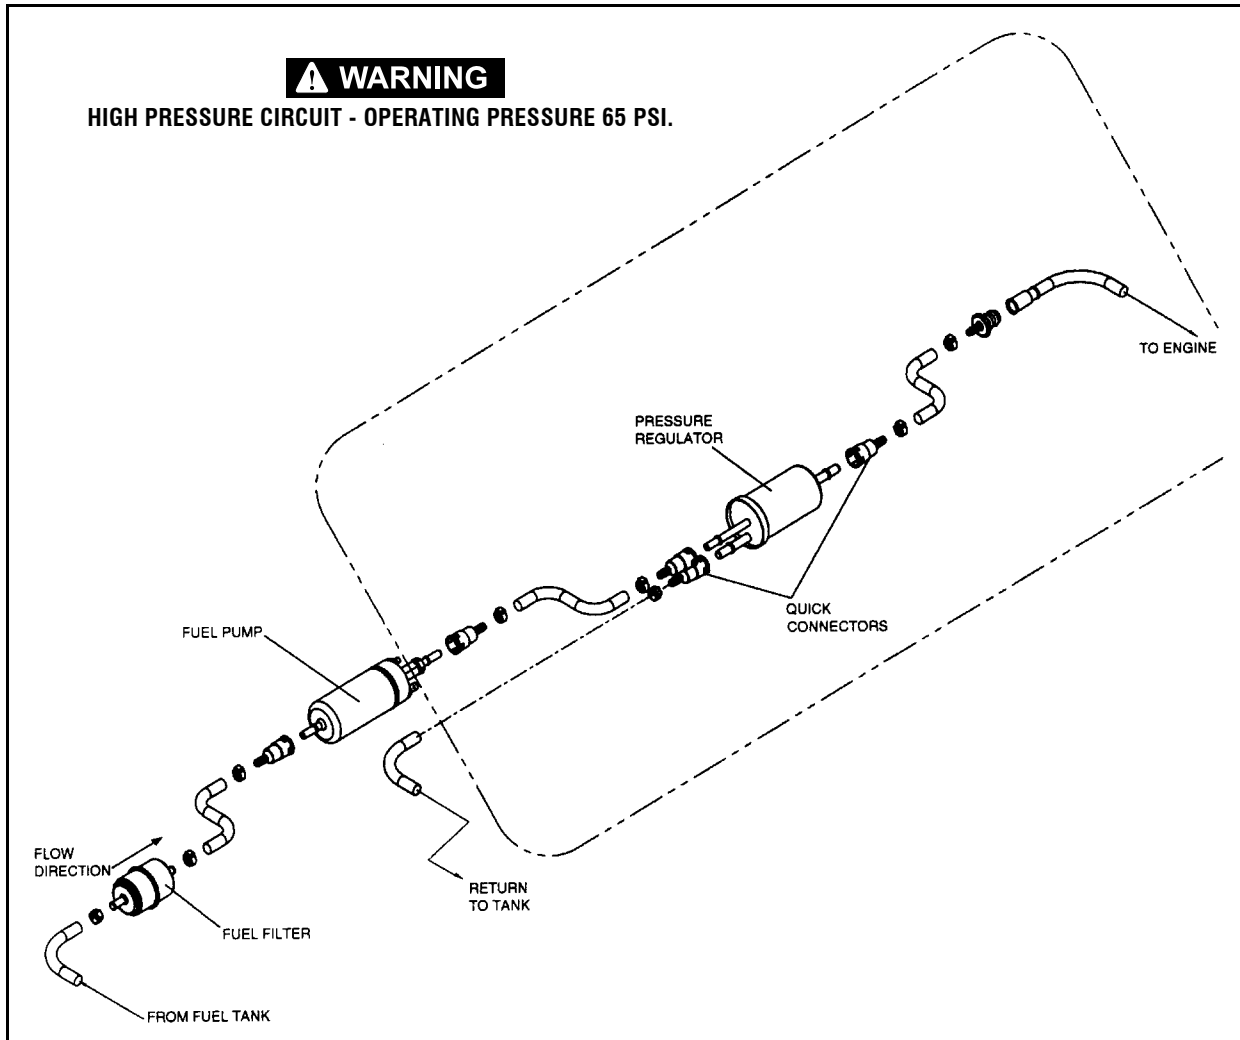 WARNING
HIGH PRESSURE CIRCUIT - OPERATING PRESSURE 65 PSI.
TO ENGINE
PRESSURE
REGULATOR
QUICK
CONNECTORS
FUEL PUMP
FLOW
DIRECTION
RETURN
TO TANK
FUEL FILTER
FROM FUEL TANK